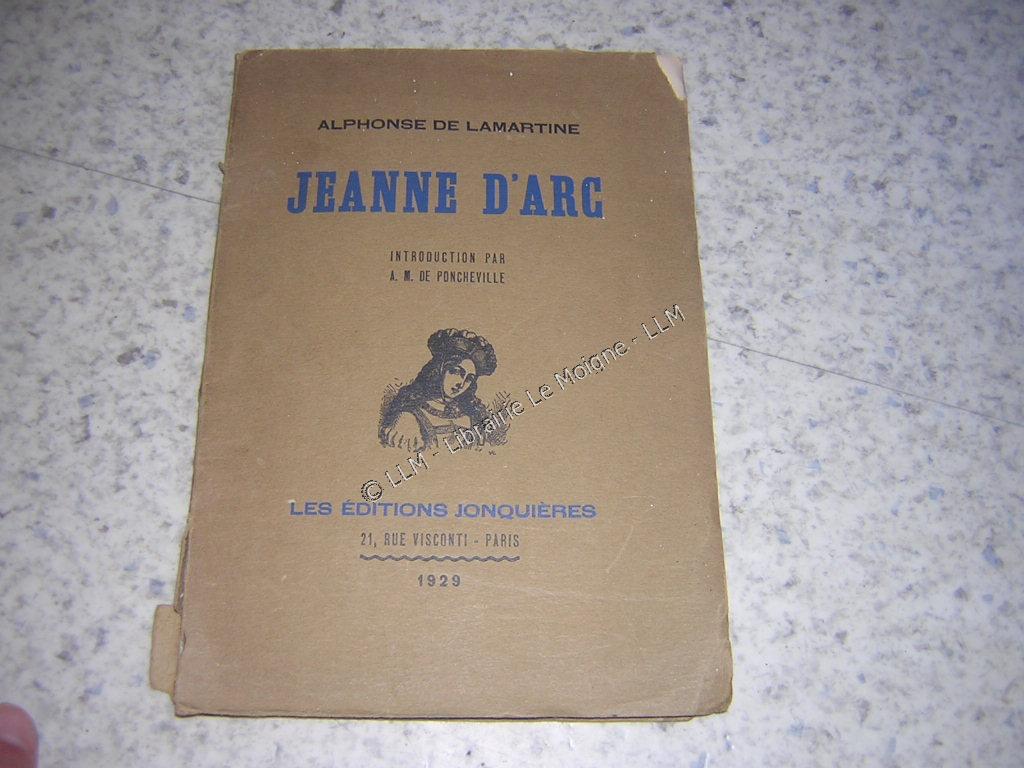 ALPHONSE DE LAMARTINE
JEANNE D'ARC
INTRODUCTION PAR
A. M. DE PONCHEVILLE
© LLM - Librairie Le Moigne - LLM
LES ÉDITIONS JONQUIÈRES
21, RUE VISCONTI - PARIS
1929